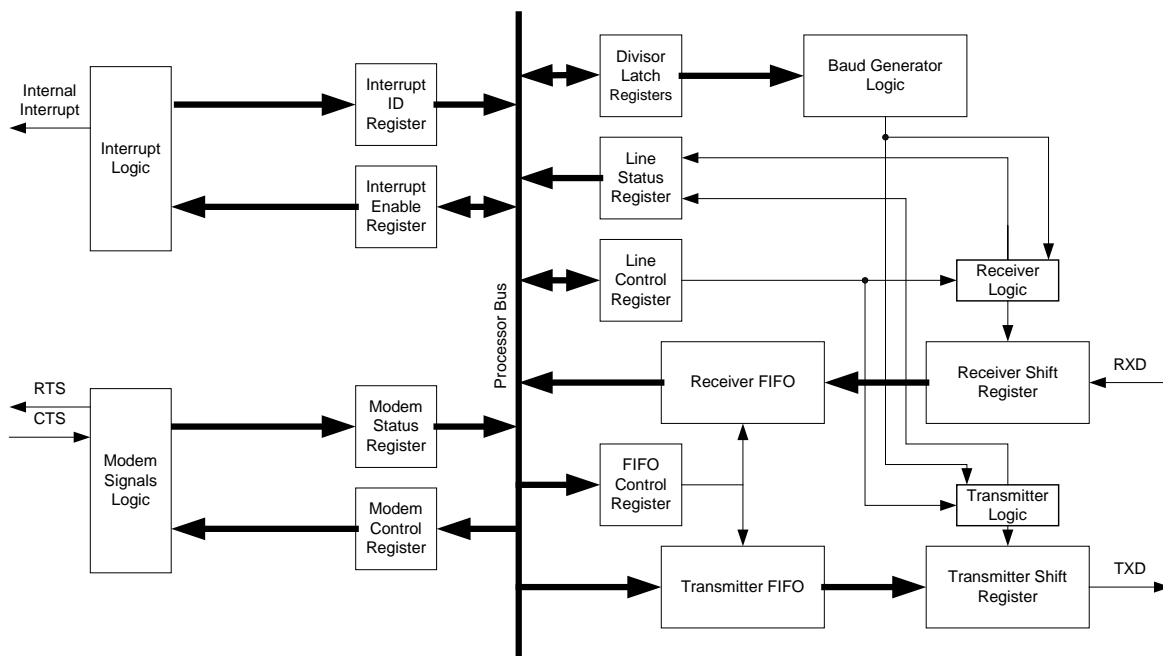 Internal
Interrupt
Interrupt
Logic
Interrupt
ID
Register
Interrupt
Enable
Register
RTS
CTS
Modem
Signals
Logic
Modem
Status
Register
Modem
Control
Register
Processor Bus
Divisor
Latch
Registers
Baud Generator
Logic
Line
Status
Register
Line
Control
Register
Receiver
Logic
Receiver FIFO
Receiver Shift
Register
RXD
FIFO
Control
Register
Transmitter
Logic
Transmitter FIFO
Transmitter Shift
Register
TXD